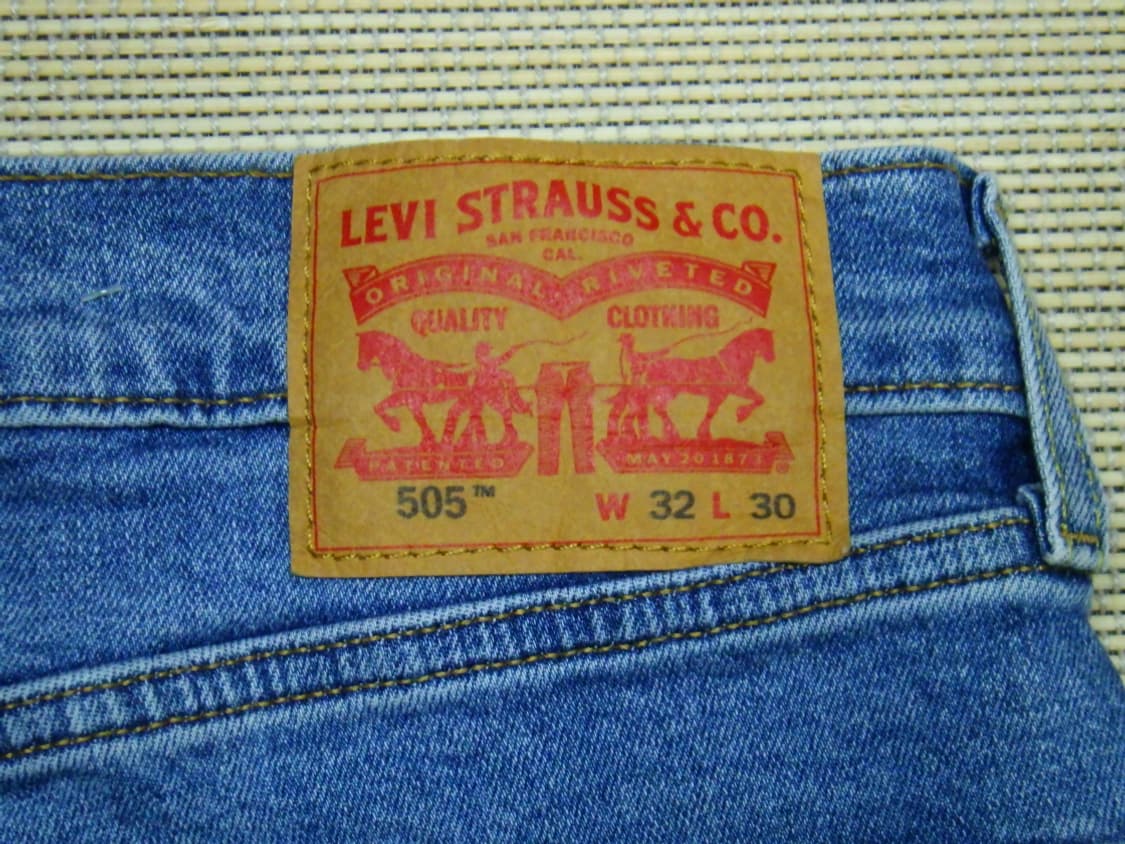 LEVI STRAUSS & CO.
SAN FRANCISCO
CAL.
ORIGINAL RIVETED
QUALITY CLOTHING
PATENTED MAY 20 1873 ®
505™ W 32 L 30